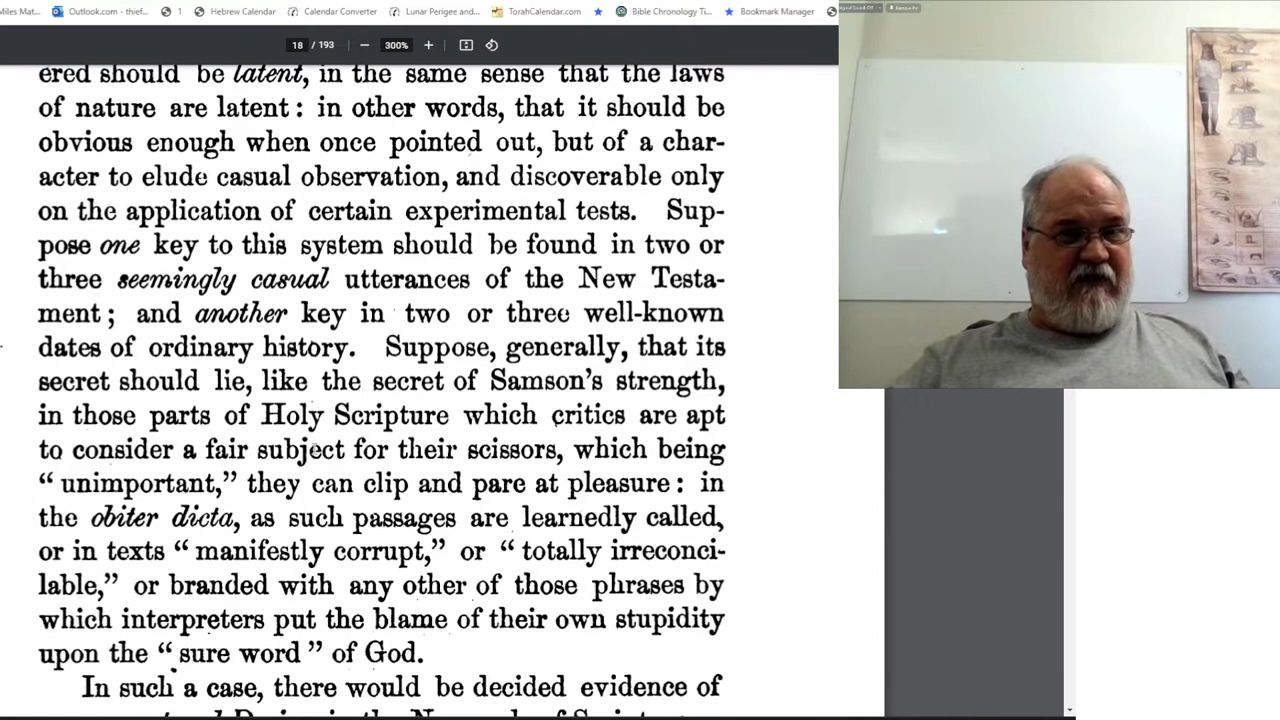 Miles Mat...
Outlook.com - thief...
1
Hebrew Calendar
Calendar Converter
Lunar Perigee and...
TorahCalendar.com
Bible Chronology Ti...
Bookmark Manager
18 / 193
300%
ered should be latent, in the same sense that the laws
of nature are latent : in other words, that it should be
obvious enough when once pointed out, but of a char-
acter to elude casual observation, and discoverable only
on the application of certain experimental tests. Sup-
pose one key to this system should be found in two or
three seemingly casual utterances of the New Testa-
ment ; and another key in two or three well-known
dates of ordinary history. Suppose, generally, that its
secret should lie, like the secret of Samson's strength,
in those parts of Holy Scripture which critics are apt
to consider a fair subject for their scissors, which being
“ unimportant,” they can clip and pare at pleasure : in
the obiter dicta, as such passages are learnedly called,
or in texts “ manifestly corrupt,” or “ totally irreconci-
lable,” or branded with any other of those phrases by
which interpreters put the blame of their own stupidity
upon the “ sure word ” of God.
In such a case, there would be decided evidence of